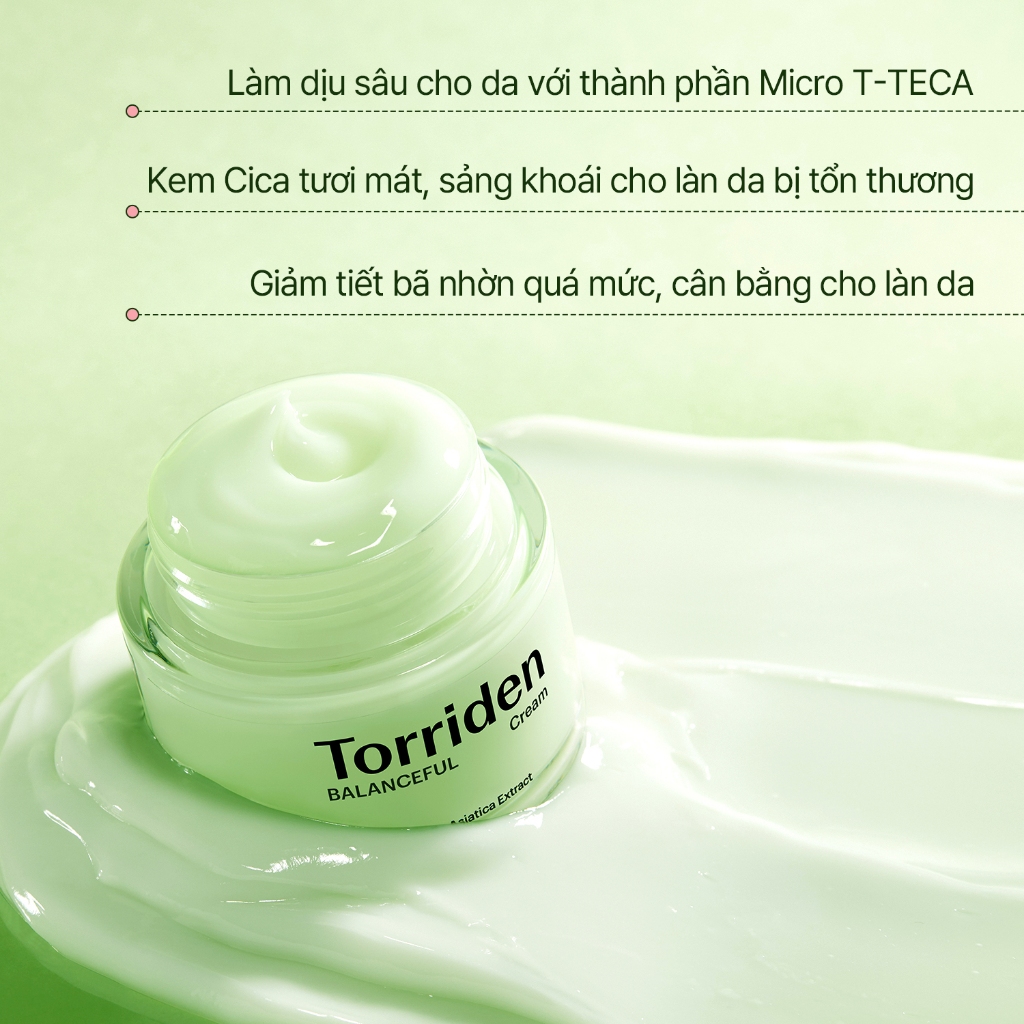 Làm dịu sâu cho da với thành phần Micro T-TECA
Kem Cica tươi mát, sảng khoái cho làn da bị tổn thương
Giảm tiết bã nhờn quá mức, cân bằng cho làn da
Torriden
BALANCEFUL
Cream
Asiatica Extract